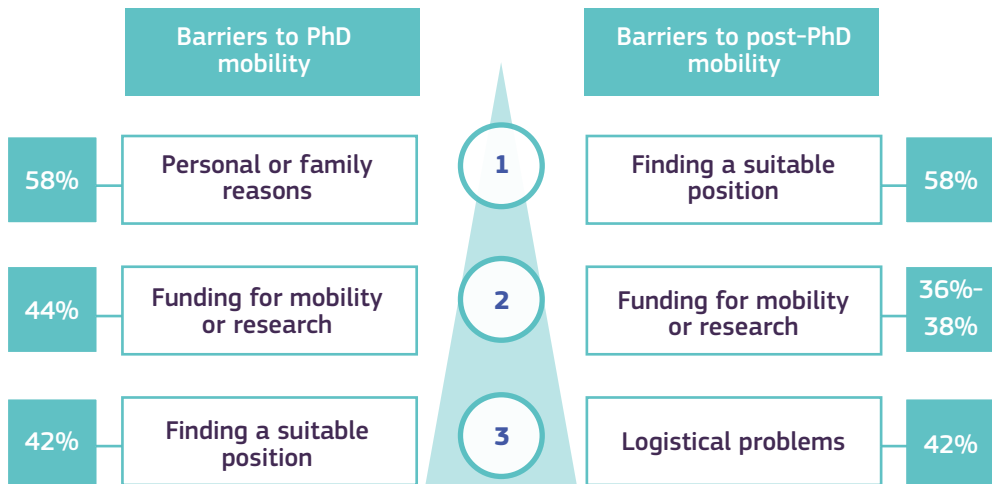 Barriers to PhD
mobility
Barriers to post-PhD
mobility
58%
Personal or family
reasons
1
Finding a suitable
position
58%
44%
Funding for mobility
or research
2
Funding for mobility
or research
36%-
38%
42%
Finding a suitable
position
3
Logistical problems
42%